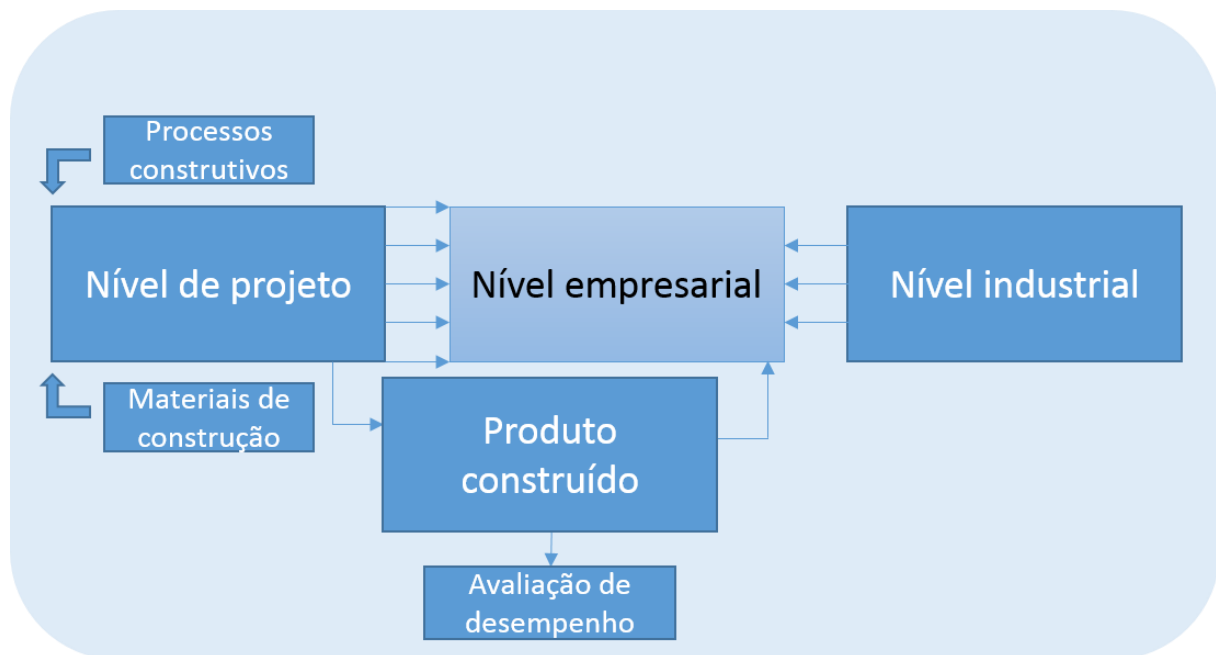 Processos
construtivos
Nível de projeto
Nível empresarial
Nível industrial
Materiais de
construção
Produto
construído
Avaliação de
desempenho